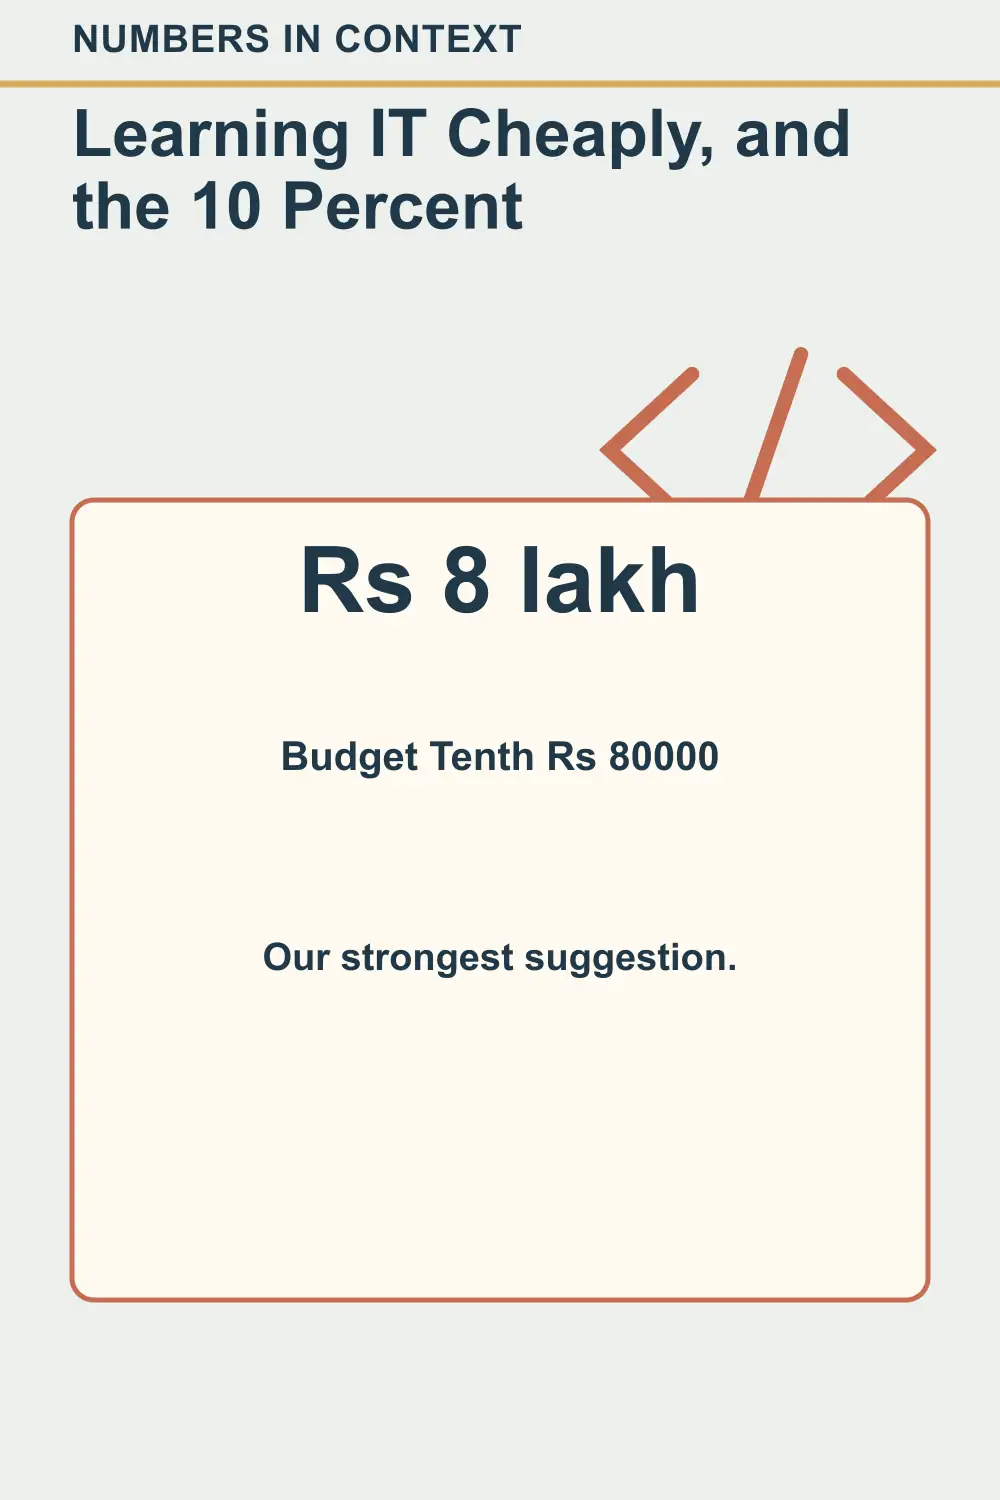 NUMBERS IN CONTEXT
Learning IT Cheaply, and
the 10 Percent
Rs 8 lakh
Budget Tenth Rs 80000
Our strongest suggestion.